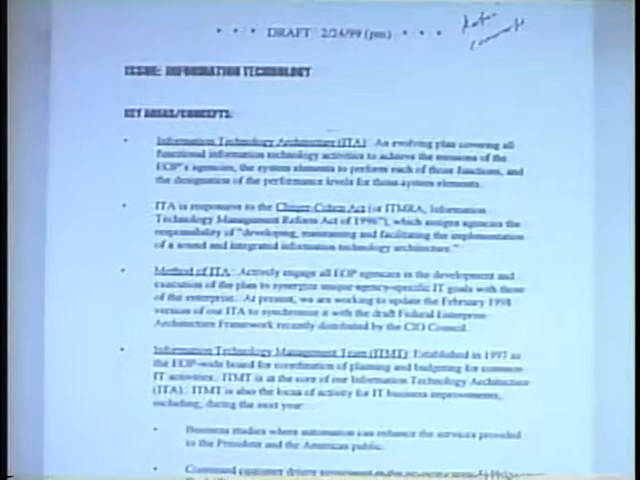 • • • DRAFT 2/24/99 (pm) • • •
ISSUE: INFORMATION TECHNOLOGY
KEY AREAS/CONCEPTS:
• Information Technology Architecture (ITA): An evolving plan covering all
functional information technology activities to achieve the missions of the
EOP's agencies, the system elements to perform each of those functions, and
the designation of the performance levels for those system elements.
• ITA is responsive to the Clinger-Cohen Act (or ITMRA, Information
Technology Management Reform Act of 1996"), which assigns agencies the
responsibility of "developing, maintaining and facilitating the implementation
of a sound and integrated information technology architecture."
• Method of ITA: Actively engage all EOP agencies in the development and
execution of the plan to synergize unique agency-specific IT goals with those
of the enterprise. At present, we are working to update the February 1998
version of our ITA to synchronize it with the draft Federal Enterprise
Architecture Framework recently distributed by the CIO Council.
• Information Technology Management Team (ITMT): Established in 1997 as
the EOP-wide board for coordination of planning and budgeting for common
IT activities. ITMT is at the core of our Information Technology Architecture
(ITA). ITMT is also the locus of activity for IT business improvements,
including, during the next year:
• Business studies where automation can enhance the services provided
to the President and the American public.
• Continued customer driven